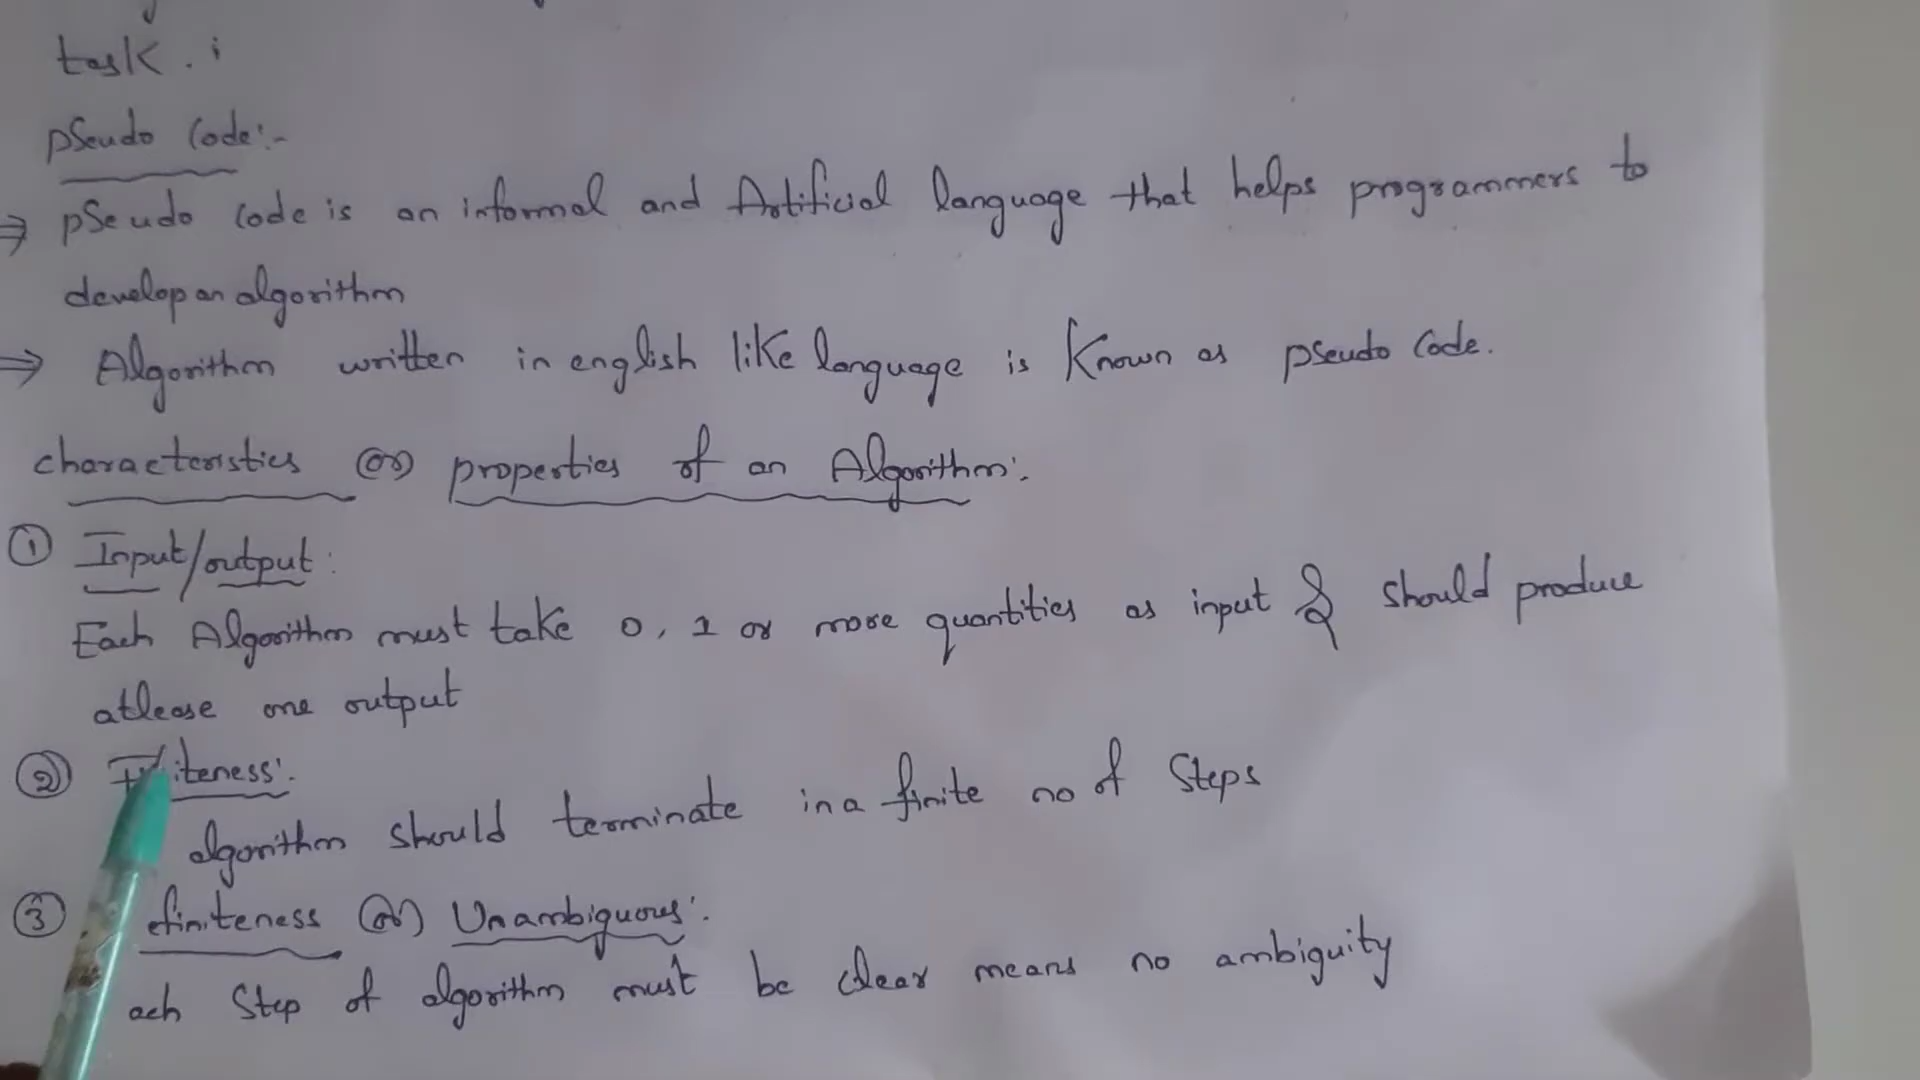 task.
pseudo code:-
⇒ pseudo code is an informal and Artificial language that helps programmers to
develop an algorithm
⇒ Algorithm written in english like language is Known as pseudo code.
characteristics (or) properties of an Algorithm:
① Input/output:
Each Algorithm must take 0, 1 or more quantities as input & should produce
atlease one output
② iteness:
algorithm should terminate in a finite no of steps
③ efiniteness (or) Unambiguous:
ach step of algorithm must be clear means no ambiguity